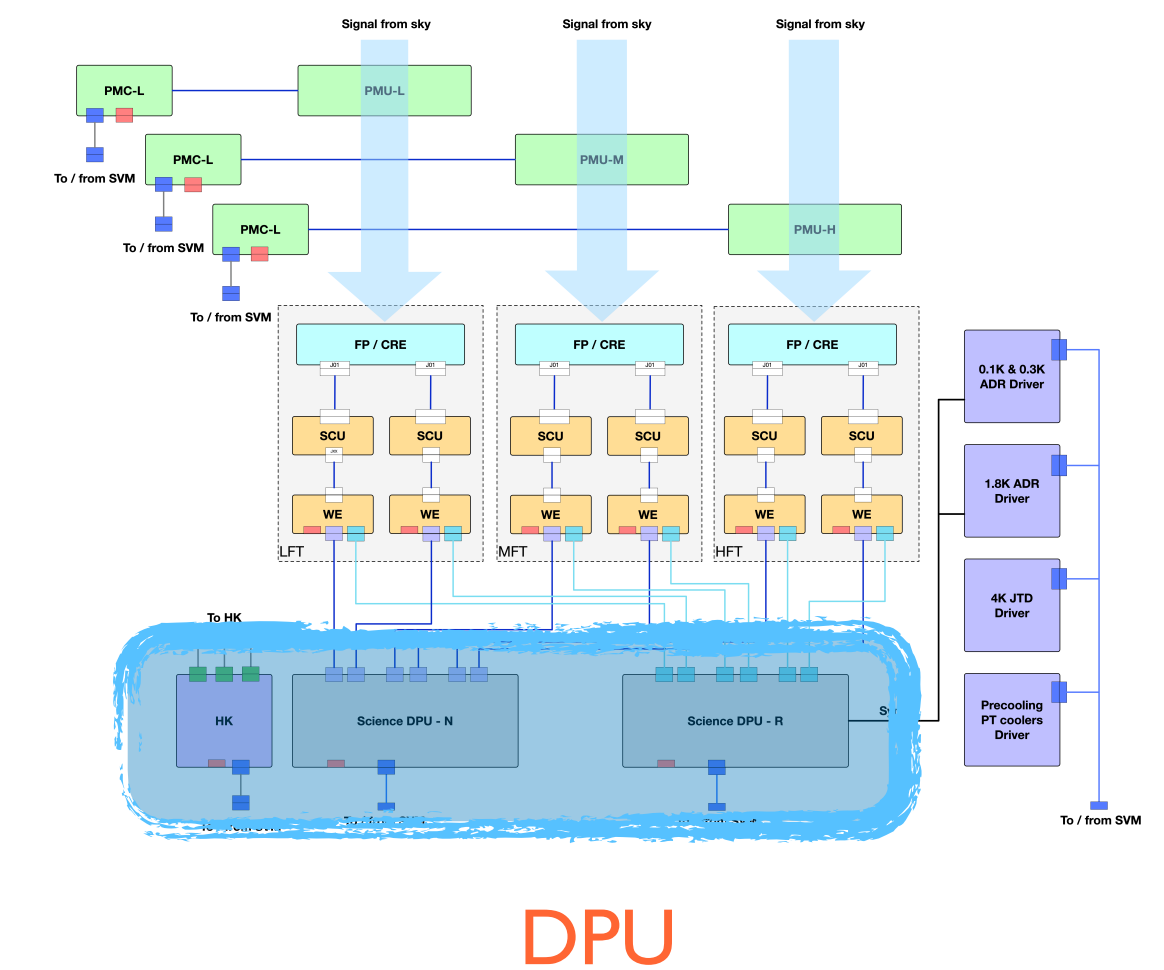 Signal from sky
Signal from sky
Signal from sky
PMC-L
PMU-L
To / from SVM
PMC-L
PMU-M
To / from SVM
PMC-L
PMU-H
To / from SVM
FP / CRE
FP / CRE
FP / CRE
J01
J01
J01
J01
J01
J01
SCU
SCU
SCU
SCU
SCU
SCU
WE
WE
WE
WE
WE
WE
LFT
MFT
HFT
0.1K & 0.3K
ADR Driver
1.8K ADR
Driver
4K JTD
Driver
Precooling
PT coolers
Driver
To / from SVM
To HK
HK
Science DPU - N
Science DPU - R
DPU